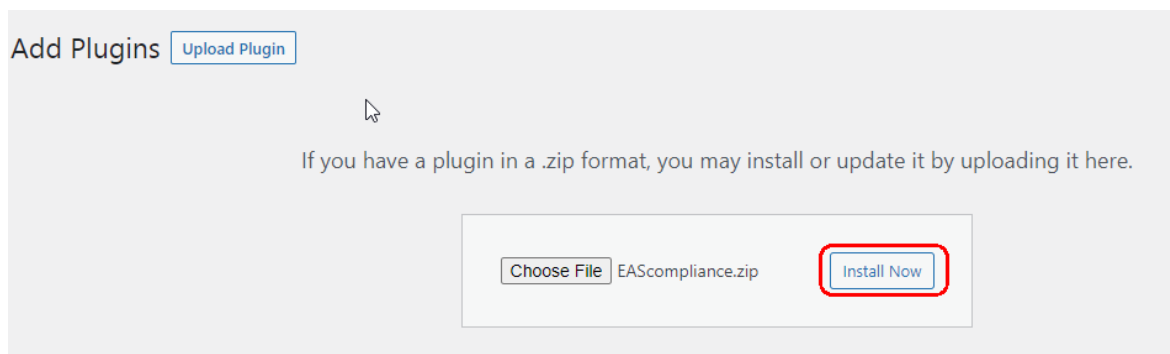 Add Plugins Upload Plugin
If you have a plugin in a .zip format, you may install or update it by uploading it here.
Choose File EAScompliance.zip Install Now